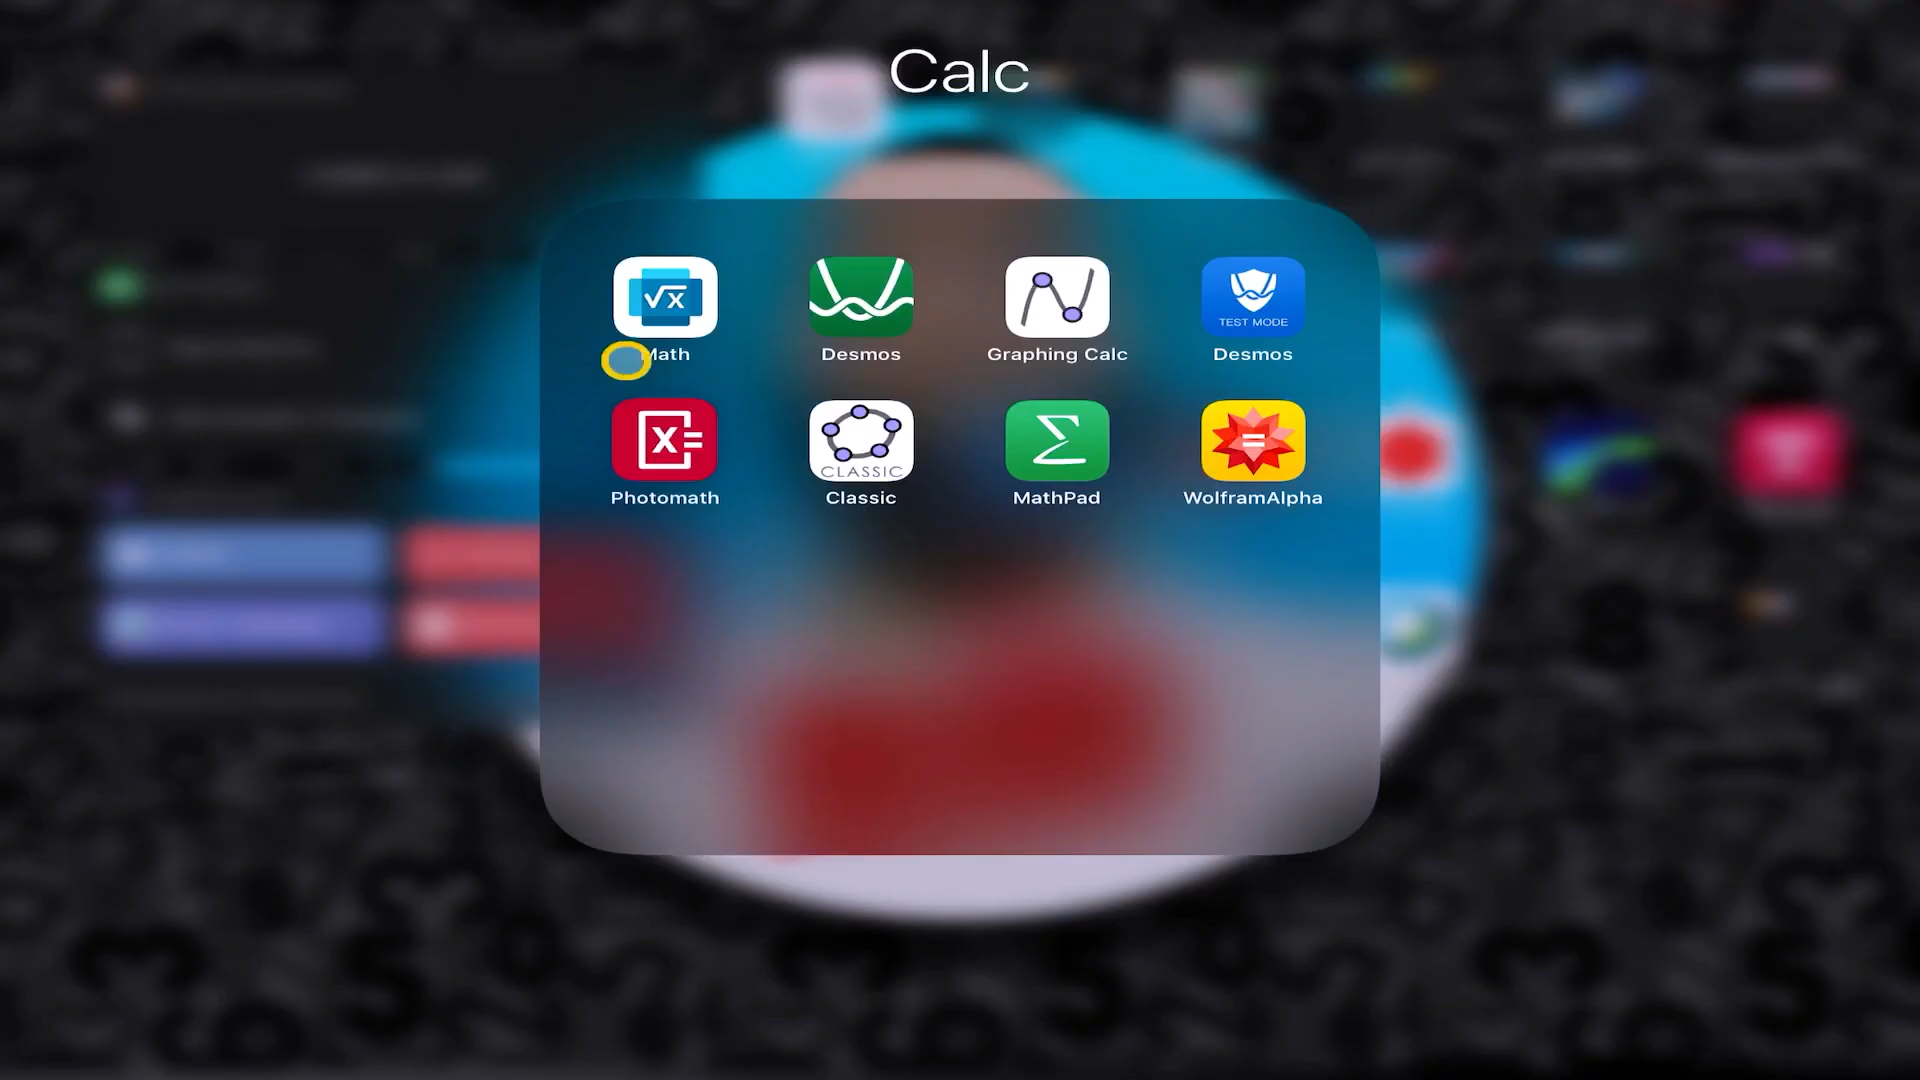 Calc
√x
TEST MODE
Math
Desmos
Graphing Calc
Desmos
X=
CLASSIC
Σ
=
Photomath
Classic
MathPad
WolframAlpha